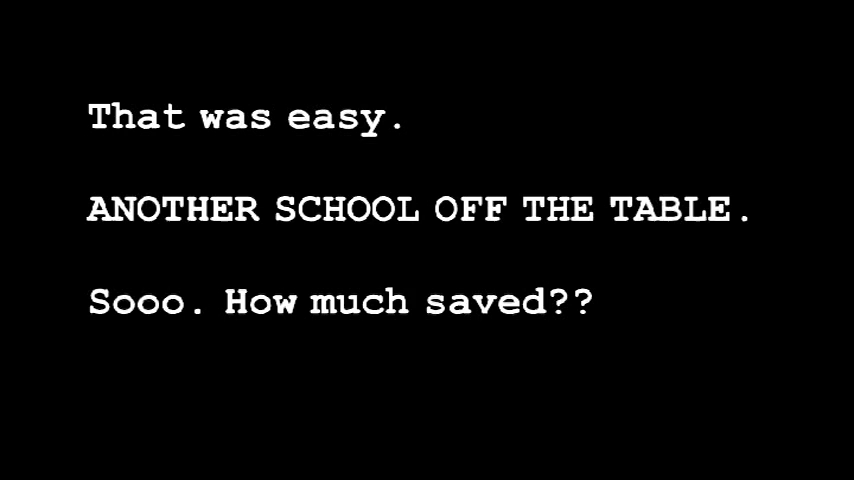 That was easy.
ANOTHER SCHOOL OFF THE TABLE.
Sooo. How much saved??